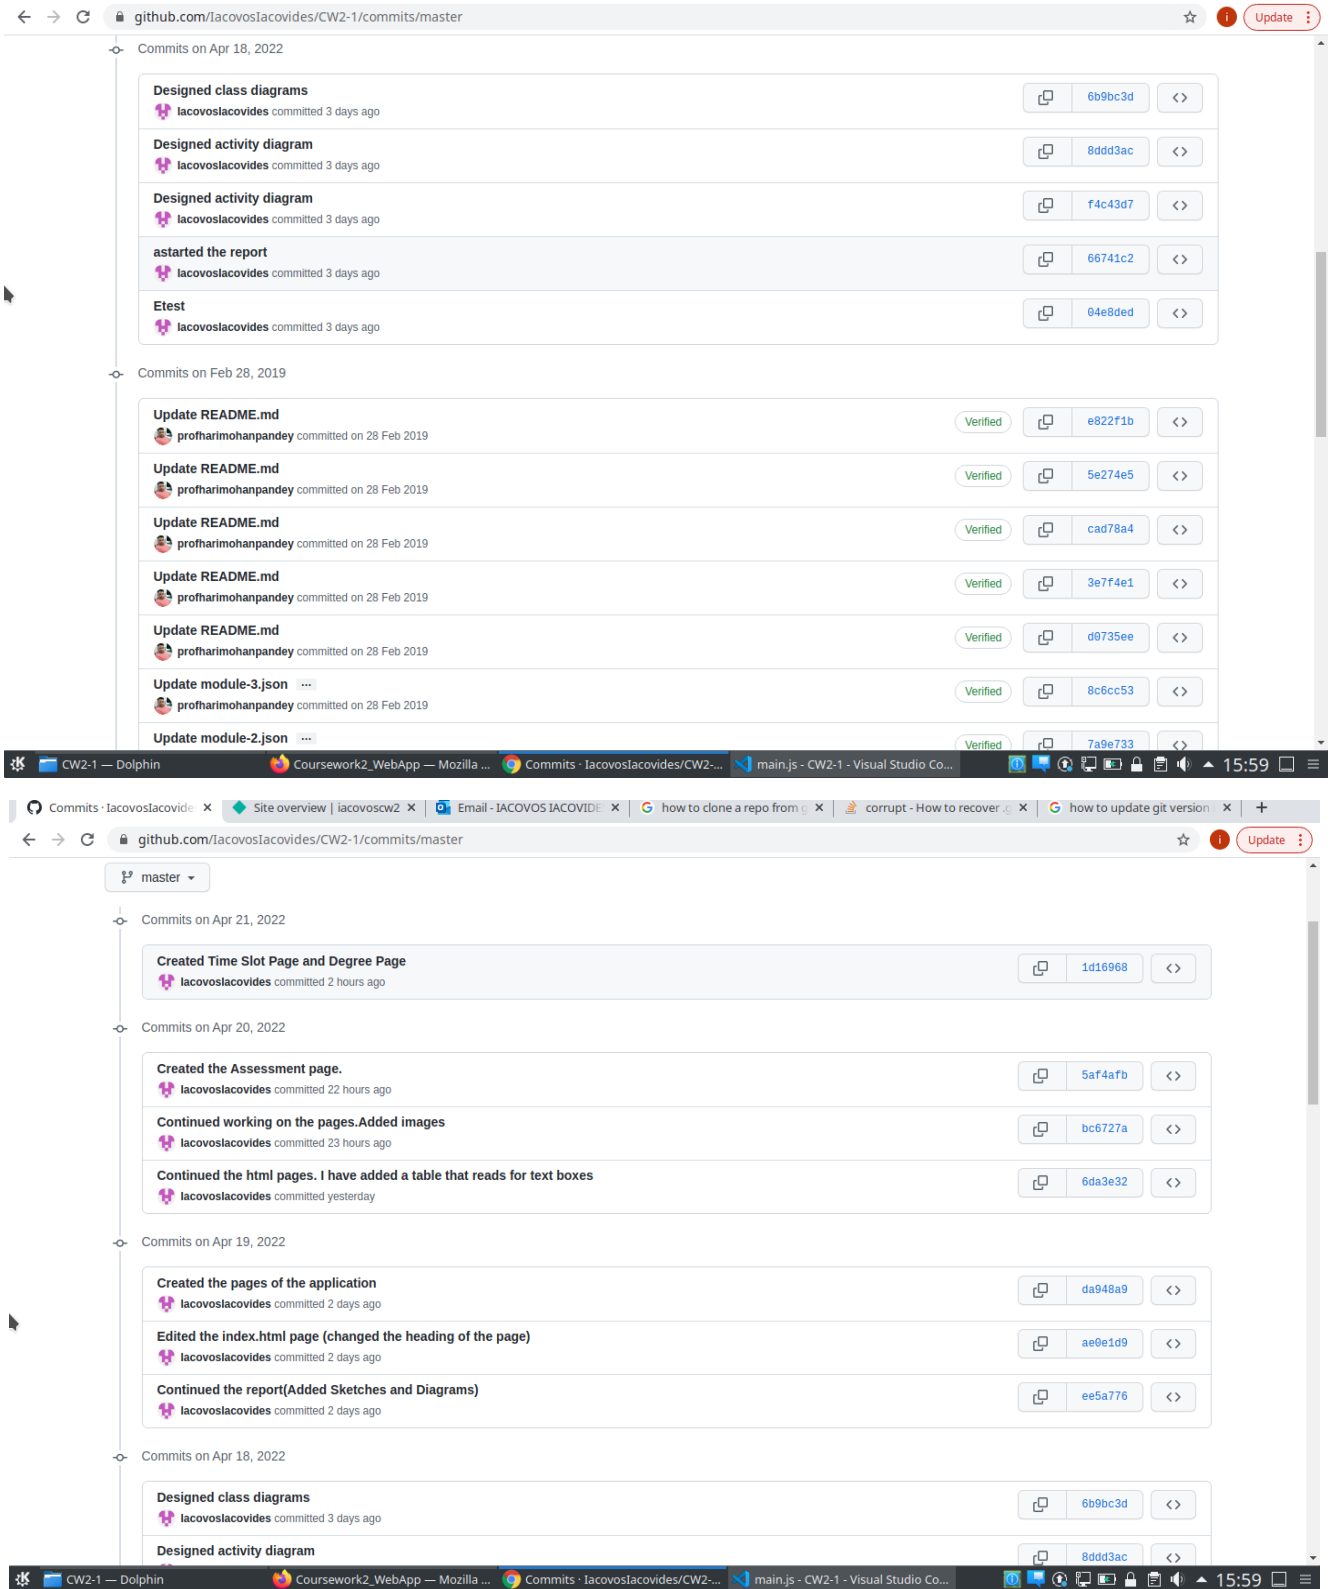 github.com/IacovosIacovides/CW2-1/commits/master
i
Update
Commits on Apr 18, 2022
Designed class diagrams
IacovosIacovides committed 3 days ago
6b9bc3d
Designed activity diagram
IacovosIacovides committed 3 days ago
8ddd3ac
Designed activity diagram
IacovosIacovides committed 3 days ago
f4c43d7
astarted the report
IacovosIacovides committed 3 days ago
66741c2
Etest
IacovosIacovides committed 3 days ago
04e8ded
Commits on Feb 28, 2019
Update README.md
profharimohanpandey committed on 28 Feb 2019
Verified
e822f1b
Update README.md
profharimohanpandey committed on 28 Feb 2019
Verified
5e274e5
Update README.md
profharimohanpandey committed on 28 Feb 2019
Verified
cad78a4
Update README.md
profharimohanpandey committed on 28 Feb 2019
Verified
3e7f4e1
Update README.md
profharimohanpandey committed on 28 Feb 2019
Verified
d0735ee
Update module-3.json ...
profharimohanpandey committed on 28 Feb 2019
Verified
8c6cc53
Update module-2.json ...
Verified
7a9e733
CW2-1 — Dolphin
Coursework2_WebApp — Mozilla ...
Commits · IacovosIacovides/CW2-...
main.js - CW2-1 - Visual Studio Co...
15:59
Commits · IacovosIacovide
Site overview | iacovoscw2
Email - IACOVOS IACOVIDE
how to clone a repo from g
corrupt - How to recover .g
how to update git version
github.com/IacovosIacovides/CW2-1/commits/master
i
Update
master
Commits on Apr 21, 2022
Created Time Slot Page and Degree Page
IacovosIacovides committed 2 hours ago
1d16968
Commits on Apr 20, 2022
Created the Assessment page.
IacovosIacovides committed 22 hours ago
5af4afb
Continued working on the pages.Added images
IacovosIacovides committed 23 hours ago
bc6727a
Continued the html pages. I have added a table that reads for text boxes
IacovosIacovides committed yesterday
6da3e32
Commits on Apr 19, 2022
Created the pages of the application
IacovosIacovides committed 2 days ago
da948a9
Edited the index.html page (changed the heading of the page)
IacovosIacovides committed 2 days ago
ae0e1d9
Continued the report(Added Sketches and Diagrams)
IacovosIacovides committed 2 days ago
ee5a776
Commits on Apr 18, 2022
Designed class diagrams
IacovosIacovides committed 3 days ago
6b9bc3d
Designed activity diagram
8ddd3ac
CW2-1 — Dolphin
Coursework2_WebApp — Mozilla ...
Commits · IacovosIacovides/CW2-...
main.js - CW2-1 - Visual Studio Co...
15:59